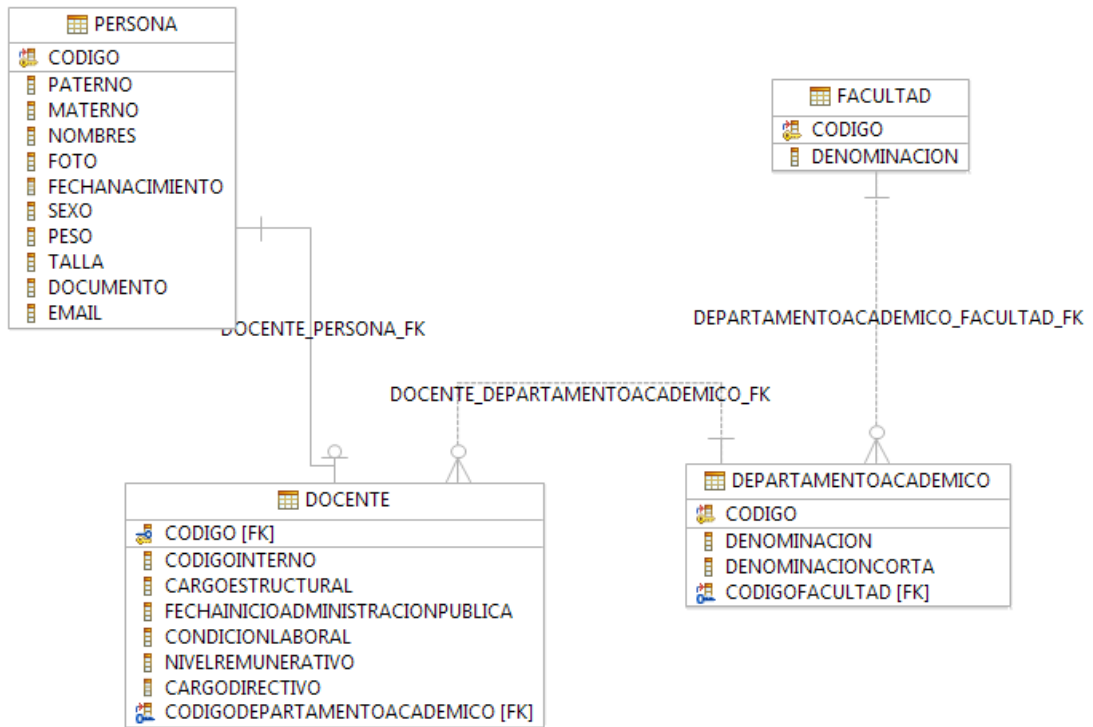 PERSONA
CODIGO
PATERNO
MATERNO
NOMBRES
FOTO
FECHANACIMIENTO
SEXO
PESO
TALLA
DOCUMENTO
EMAIL
FACULTAD
CODIGO
DENOMINACION
DOCENTE_PERSONA_FK
DEPARTAMENTOACADEMICO_FACULTAD_FK
DOCENTE_DEPARTAMENTOACADEMICO_FK
DOCENTE
CODIGO [FK]
CODIGOINTERNO
CARGOESTRUCTURAL
FECHAINICIOADMINISTRACIONPUBLICA
CONDICIONLABORAL
NIVELREMUNERATIVO
CARGODIRECTIVO
CODIGODEPARTAMENTOACADEMICO [FK]
DEPARTAMENTOACADEMICO
CODIGO
DENOMINACION
DENOMINACIONCORTA
CODIGOFACULTAD [FK]